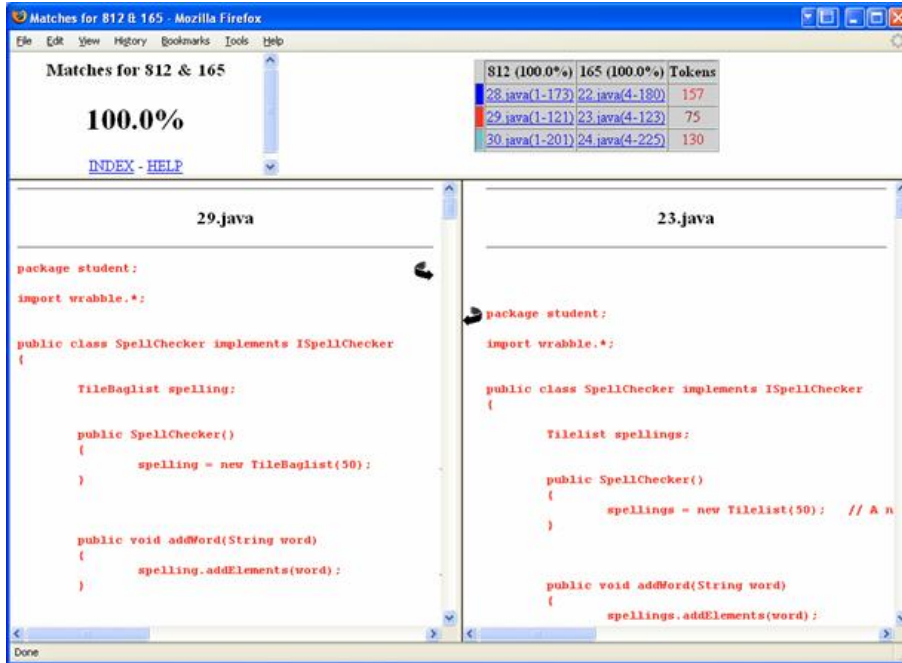 Matches for 812 & 165 - Mozilla Firefox
File Edit View History Bookmarks Tools Help
Matches for 812 & 165
100.0%
INDEX - HELP
812 (100.0%) 165 (100.0%) Tokens
28.java(1-173) 22.java(4-180) 157
29.java(1-121) 23.java(4-123) 75
30.java(1-201) 24.java(4-225) 130
29.java
package student;
import wrabble.*;
public class SpellChecker implements ISpellChecker
{
TileBaglist spelling;
public SpellChecker()
{
spelling = new TileBaglist(50);
}
public void addWord(String word)
{
spelling.addElements(word);
}
23.java
package student;
import wrabble.*;
public class SpellChecker implements ISpellChecker
{
Tilelist spellings;
public SpellChecker()
{
spellings = new Tilelist(50); // A n
}
public void addWord(String word)
{
spellings.addElements(word);
Done